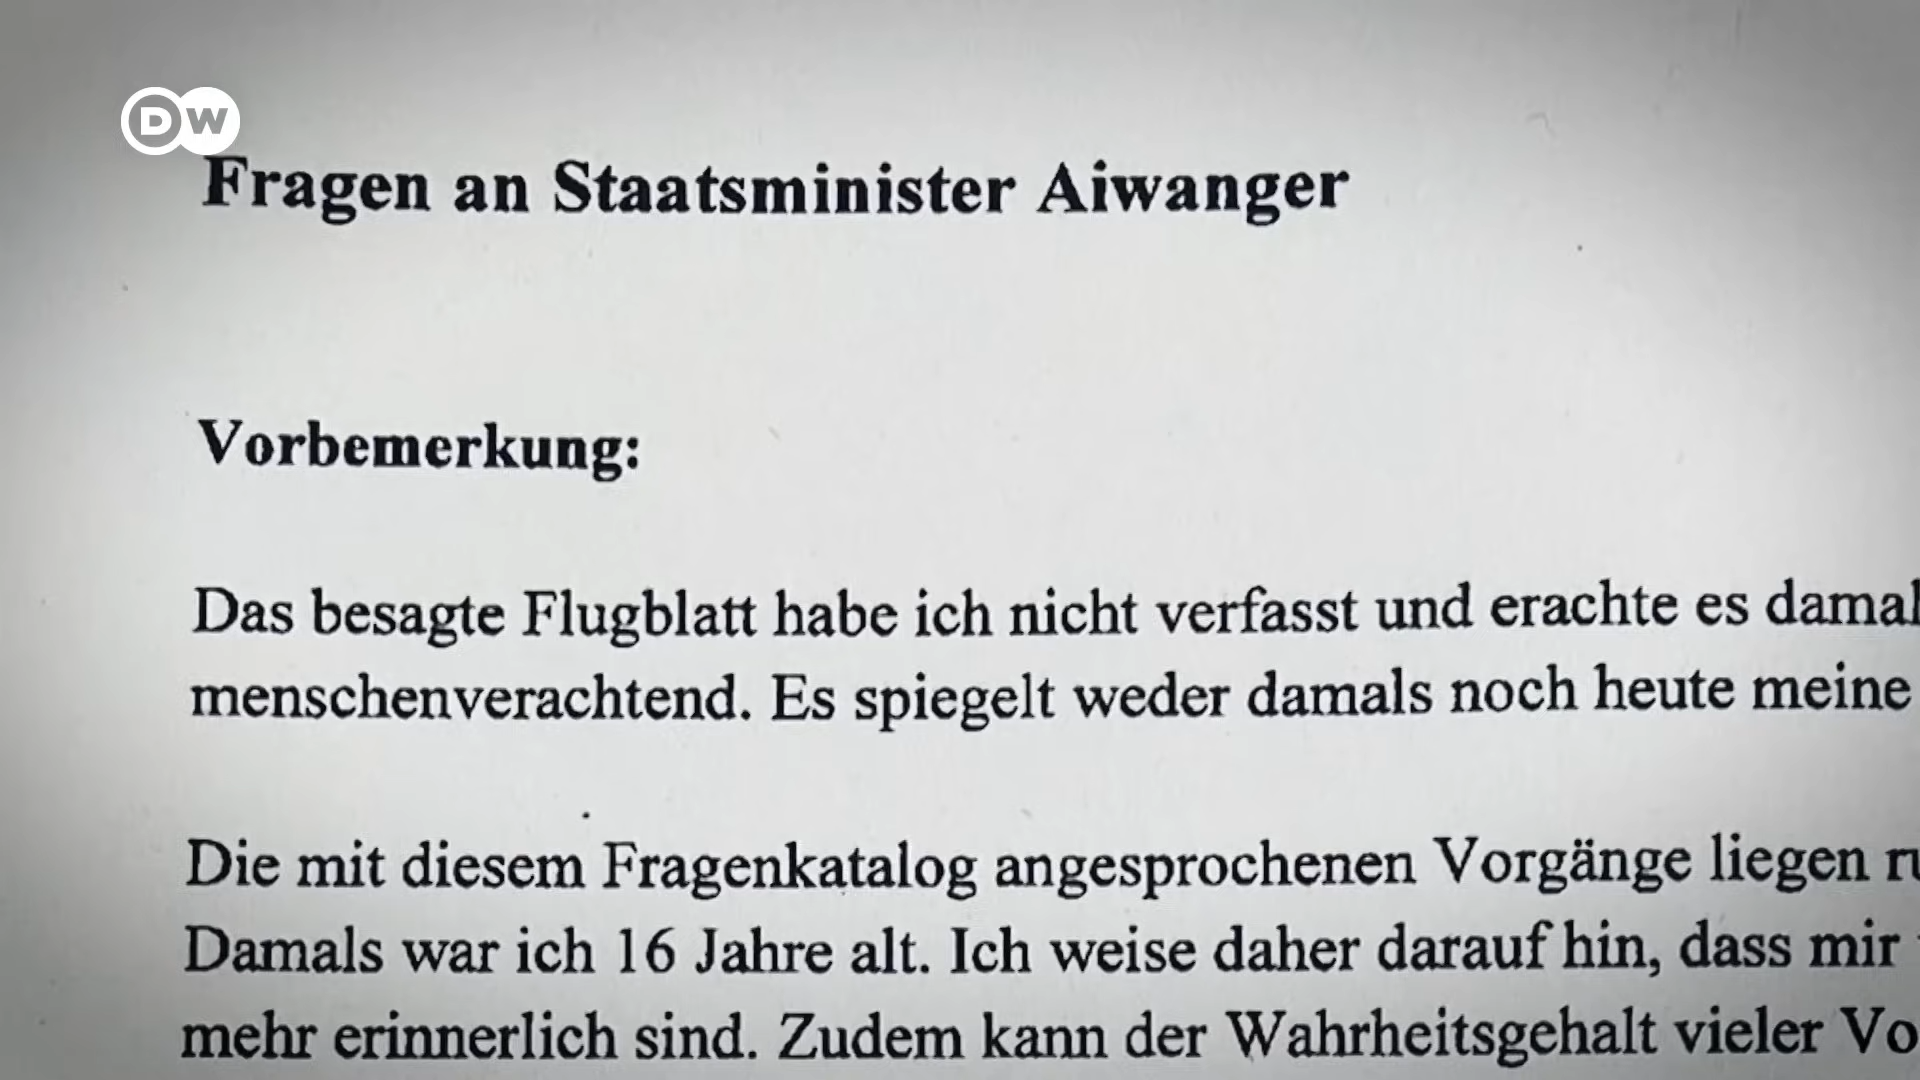 DW
Fragen an Staatsminister Aiwanger
Vorbemerkung:
Das besagte Flugblatt habe ich nicht verfasst und erachte es
menschenverachtend. Es spiegelt weder damals noch heute meine
Die mit diesem Fragenkatalog angesprochenen Vorgänge liegen
Damals war ich 16 Jahre alt. Ich weise daher darauf hin, dass mir
mehr erinnerlich sind. Zudem kann der Wahrheitsgehalt vieler